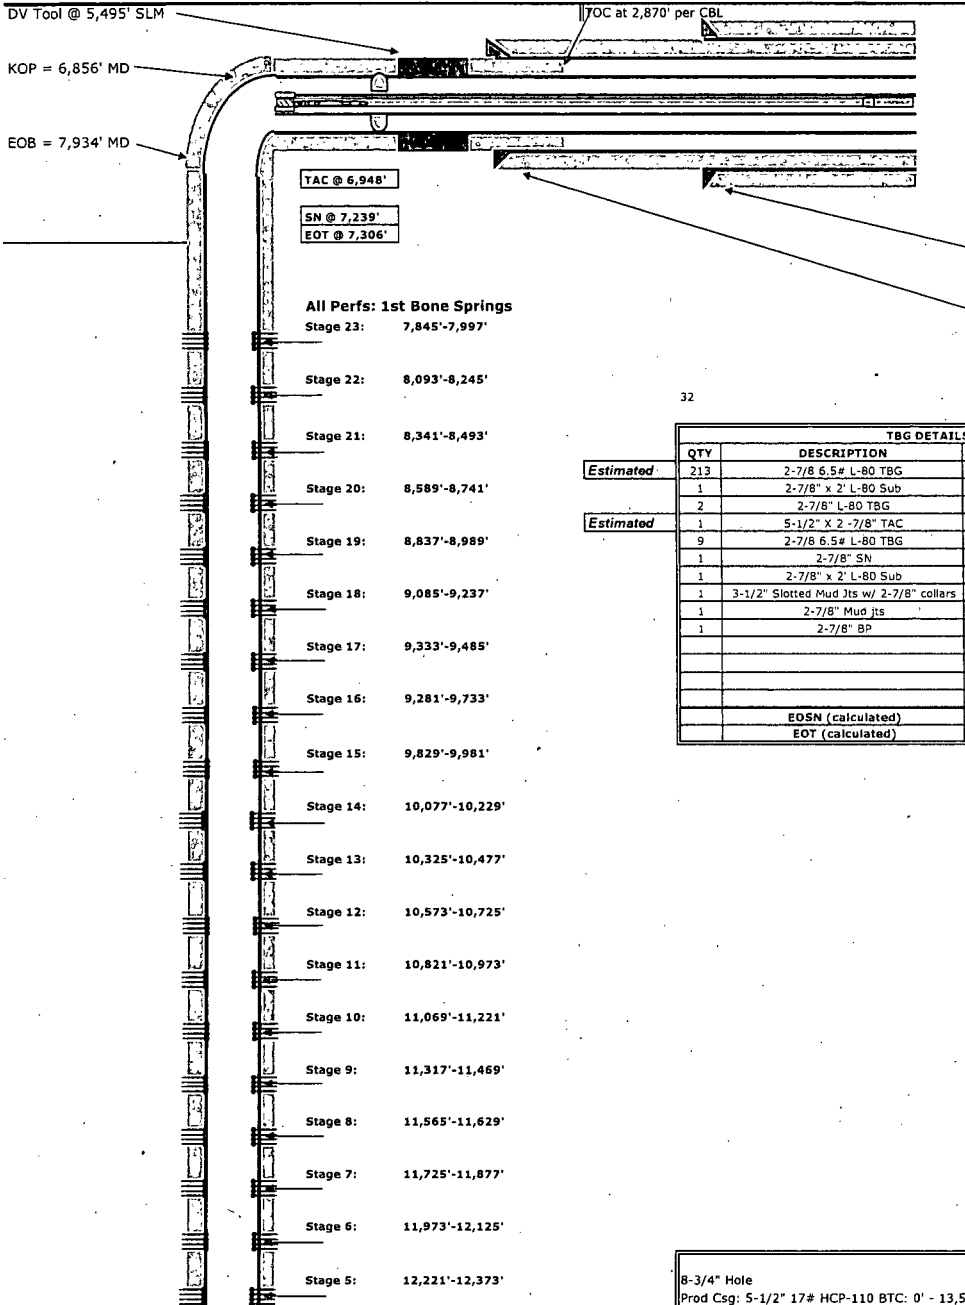 DV Tool @ 5,495' SLM
TOC at 2,870' per CBL
KOP = 6,856' MD
EOB = 7,934' MD
TAC @ 6,948'
SN @ 7,239'
EOT @ 7,306'
All Perfs: 1st Bone Springs
Stage 23: 7,845'-7,997'
Stage 22: 8,093'-8,245'
Stage 21: 8,341'-8,493'
Stage 20: 8,589'-8,741'
Stage 19: 8,837'-8,989'
Stage 18: 9,085'-9,237'
Stage 17: 9,333'-9,485'
Stage 16: 9,281'-9,733'
Stage 15: 9,829'-9,981'
Stage 14: 10,077'-10,229'
Stage 13: 10,325'-10,477'
Stage 12: 10,573'-10,725'
Stage 11: 10,821'-10,973'
Stage 10: 11,069'-11,221'
Stage 9: 11,317'-11,469'
Stage 8: 11,565'-11,629'
Stage 7: 11,725'-11,877'
Stage 6: 11,973'-12,125'
Stage 5: 12,221'-12,373'
32
TBG DETAILS
QTY DESCRIPTION
Estimated 213 2-7/8 6.5# L-80 TBG
1 2-7/8" x 2' L-80 Sub
2 2-7/8" L-80 TBG
Estimated 1 5-1/2" X 2 -7/8" TAC
9 2-7/8 6.5# L-80 TBG
1 2-7/8" SN
1 2-7/8" x 2' L-80 Sub
1 3-1/2" Slotted Mud Jts w/ 2-7/8" collars
1 2-7/8" Mud jts
1 2-7/8" BP
EOSN (calculated)
EOT (calculated)
8-3/4" Hole
Prod Csg: 5-1/2" 17# HCP-110 BTC: 0' - 13,5